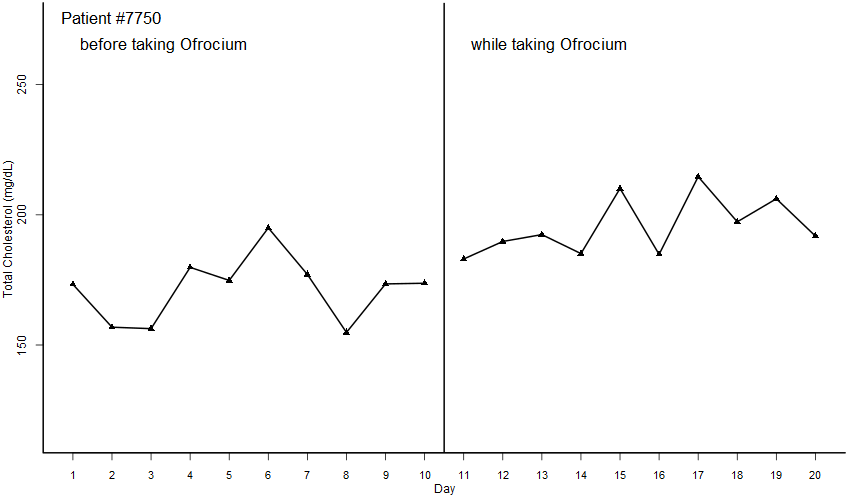 Patient #7750
before taking Ofrocium
while taking Ofrocium
Total Cholesterol (mg/dL)
250
200
150
1 2 3 4 5 6 7 8 9 10 11 12 13 14 15 16 17 18 19 20
Day